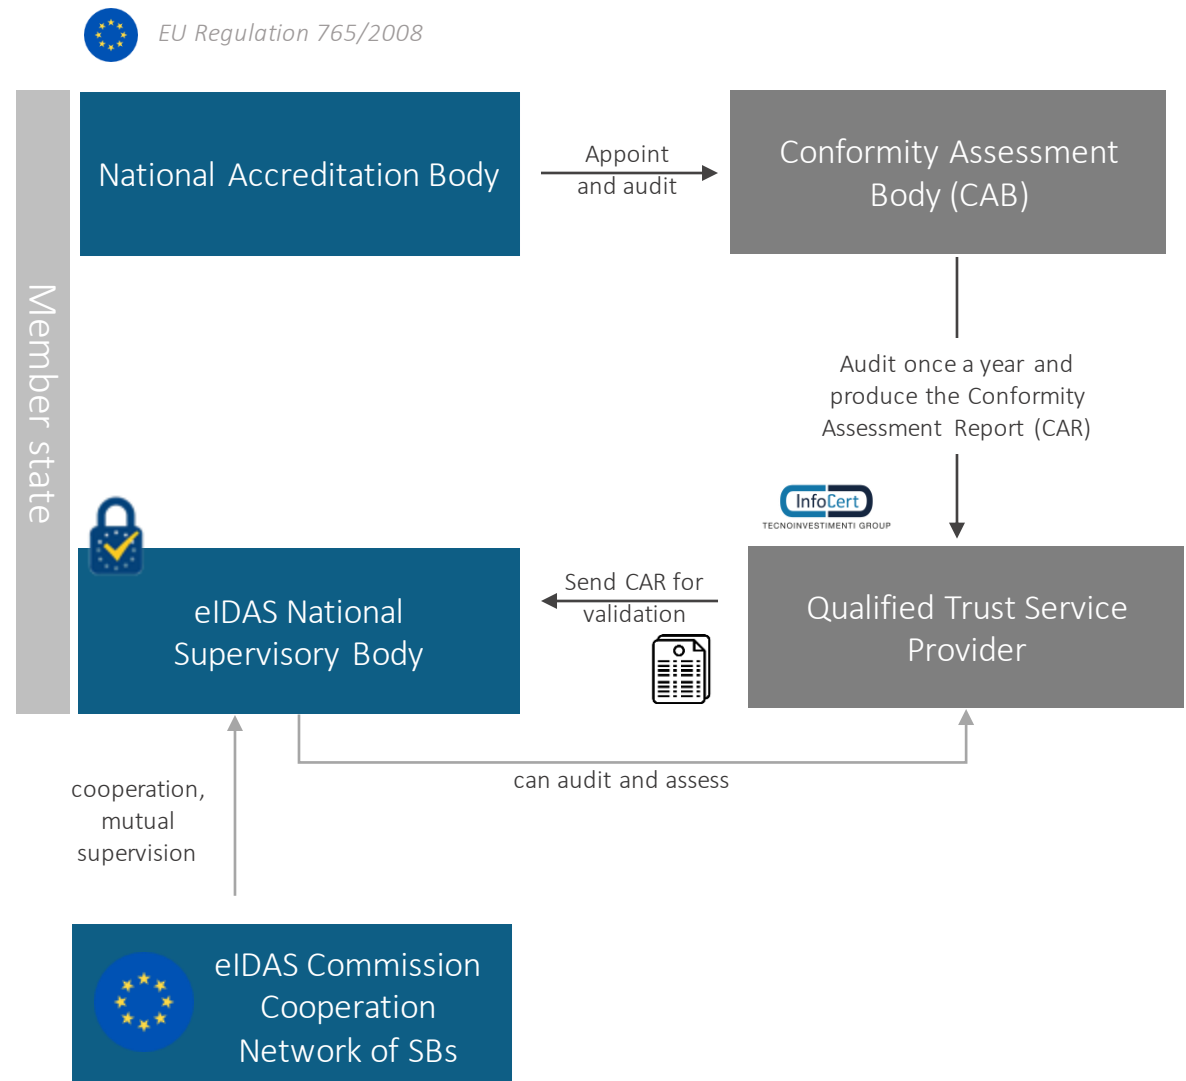 EU Regulation 765/2008
National Accreditation Body
Appoint
and audit
Conformity Assessment
Body (CAB)
Member state
Audit once a year and
produce the Conformity
Assessment Report (CAR)
InfoCert
TECNOINVESTIMENTI GROUP
eIDAS National
Supervisory Body
Send CAR for
validation
Qualified Trust Service
Provider
can audit and assess
cooperation,
mutual
supervision
eIDAS Commission
Cooperation
Network of SBs